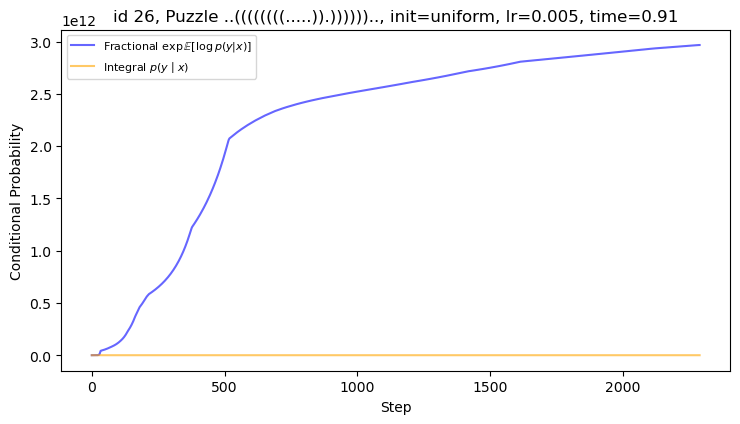 id 26, Puzzle ..((((((((.....)).))))))..​, init=uniform, lr=0.005, time=0.91
1e12
Fractional exp 𝔼[log p(y|x)]
Integral p(y | x)
3.0
2.5
2.0
1.5
1.0
0.5
0.0
Conditional Probability
0
500
1000
1500
2000
Step